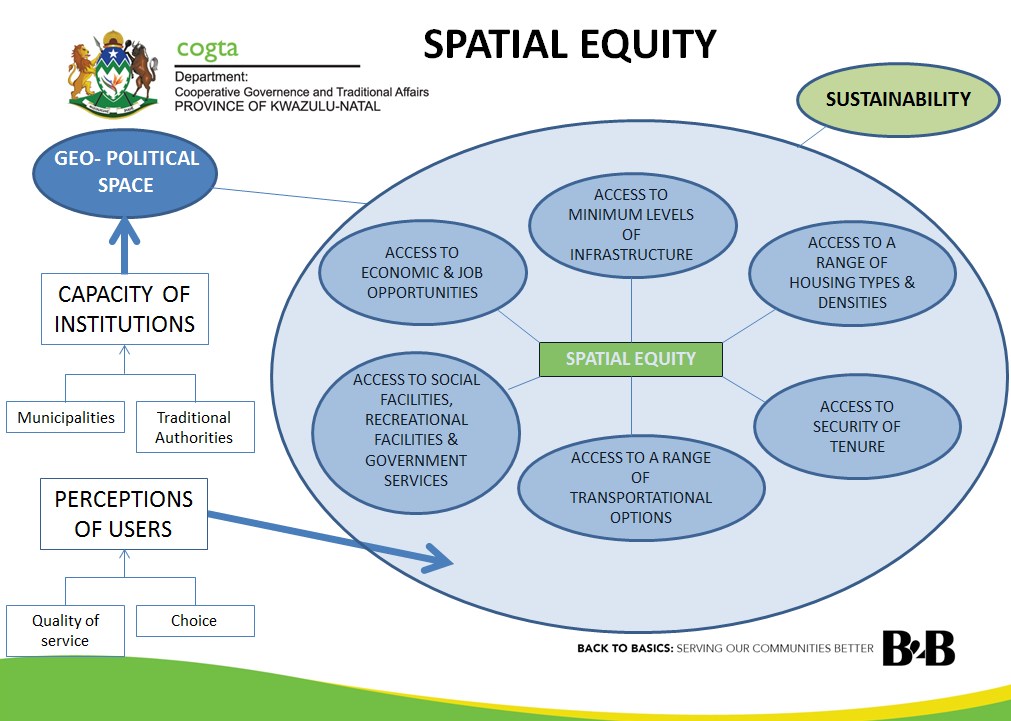 SPATIAL EQUITY
cogta
Department:
Cooperative Governence and Traditional Affairs
PROVINCE OF KWAZULU-NATAL
SUSTAINABILITY
GEO- POLITICAL
SPACE
CAPACITY OF
INSTITUTIONS
Municipalities
Traditional
Authorities
PERCEPTIONS
OF USERS
Quality of
service
Choice
ACCESS TO
MINIMUM LEVELS
OF
INFRASTRUCTURE
ACCESS TO
ECONOMIC & JOB
OPPORTUNITIES
ACCESS TO A
RANGE OF
HOUSING TYPES &
DENSITIES
SPATIAL EQUITY
ACCESS TO SOCIAL
FACILITIES,
RECREATIONAL
FACILITIES &
GOVERNMENT
SERVICES
ACCESS TO
SECURITY OF
TENURE
ACCESS TO A RANGE
OF
TRANSPORTATIONAL
OPTIONS
BACK TO BASICS: SERVING OUR COMMUNITIES BETTER
B2B